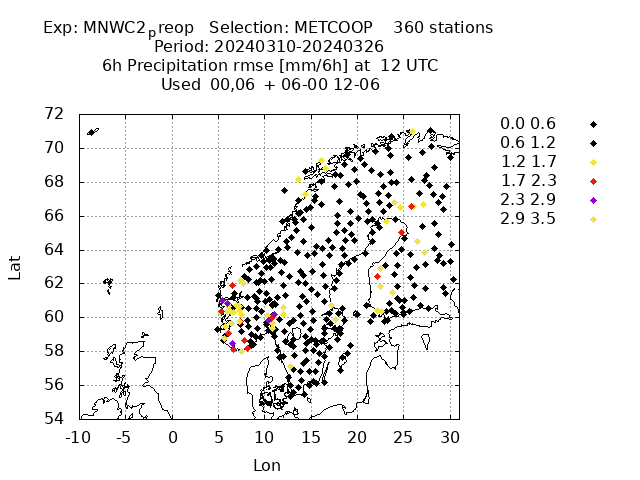 Exp: MNWC2preop Selection: METCOOP 360 stations
Period: 20240310-20240326
6h Precipitation rmse [mm/6h] at 12 UTC
Used 00,06 + 06-00 12-06
72
70
68
66
64
62
60
58
56
54
Lat
-10 -5 0 5 10 15 20 25 30
Lon
0.0 0.6
0.6 1.2
1.2 1.7
1.7 2.3
2.3 2.9
2.9 3.5